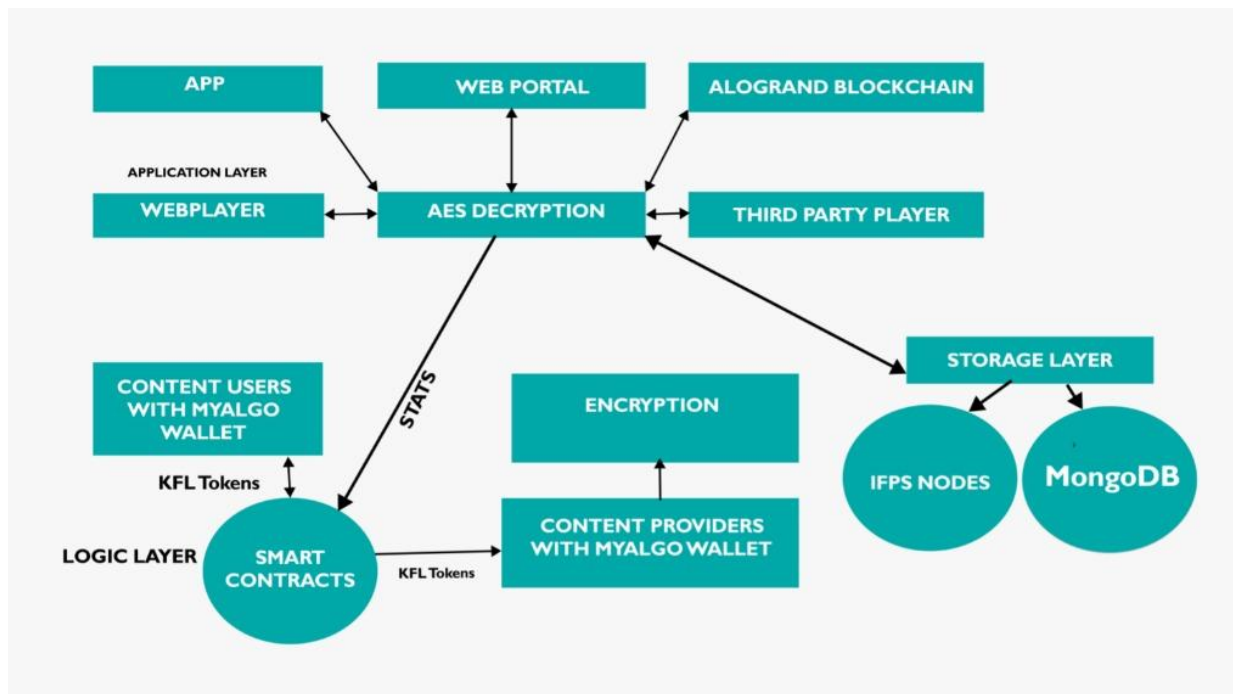 APP
WEB PORTAL
ALOGRAND BLOCKCHAIN
APPLICATION LAYER
WEBPLAYER
AES DECRYPTION
THIRD PARTY PLAYER
STATS
STORAGE LAYER
CONTENT USERS
WITH MYALGO
WALLET
ENCRYPTION
IFPS NODES
MongoDB
KFL Tokens
CONTENT PROVIDERS
WITH MYALGO WALLET
LOGIC LAYER
SMART
CONTRACTS
KFL Tokens